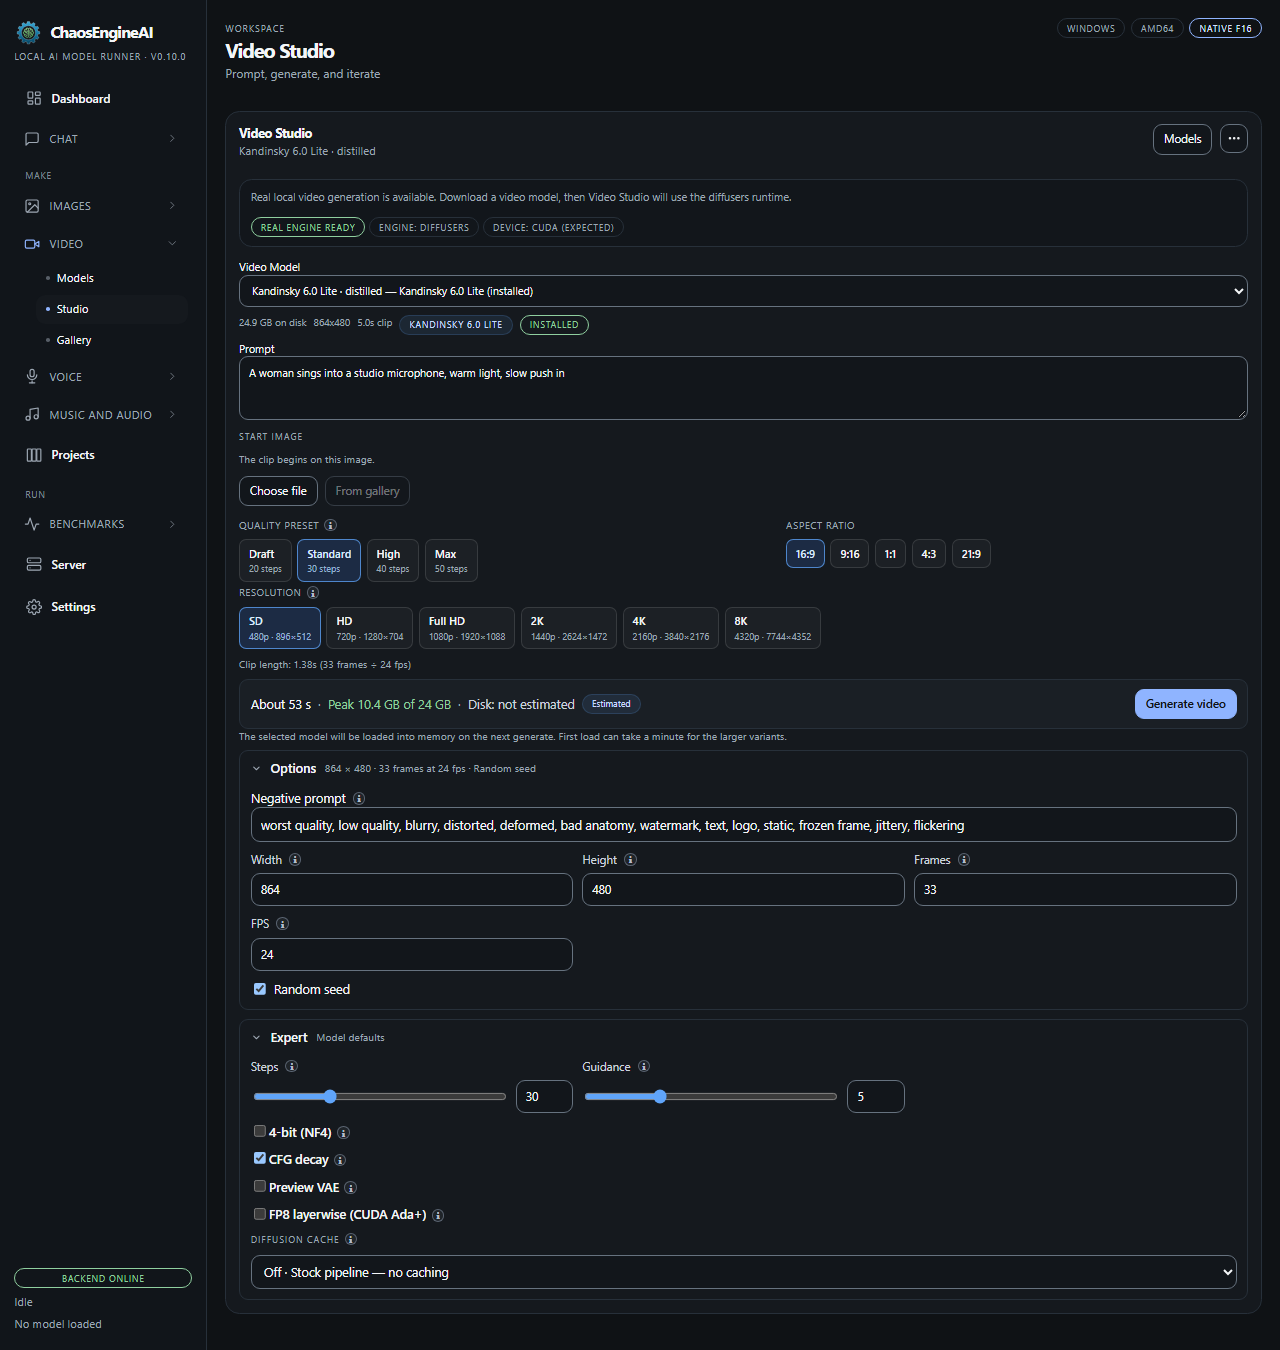 ChaosEngineAI
LOCAL AI MODEL RUNNER · V0.10.0
Dashboard
CHAT
MAKE
IMAGES
VIDEO
Models
Studio
Gallery
VOICE
MUSIC AND AUDIO
Projects
RUN
BENCHMARKS
Server
Settings
BACKEND ONLINE
Idle
No model loaded
WORKSPACE
Video Studio
Prompt, generate, and iterate
WINDOWS
AMD64
NATIVE F16
Video Studio
Kandinsky 6.0 Lite · distilled
Models
Real local video generation is available. Download a video model, then Video Studio will use the diffusers runtime.
REAL ENGINE READY
ENGINE: DIFFUSERS
DEVICE: CUDA (EXPECTED)
Video Model
Kandinsky 6.0 Lite · distilled — Kandinsky 6.0 Lite (installed)
24.9 GB on disk 864x480 5.0s clip KANDINSKY 6.0 LITE INSTALLED
Prompt
A woman sings into a studio microphone, warm light, slow push in
START IMAGE
The clip begins on this image.
Choose file
From gallery
QUALITY PRESET
Draft
20 steps
Standard
30 steps
High
40 steps
Max
50 steps
ASPECT RATIO
16:9
9:16
1:1
4:3
21:9
RESOLUTION
SD
480p · 896×512
HD
720p · 1280×704
Full HD
1080p · 1920×1088
2K
1440p · 2624×1472
4K
2160p · 3840×2176
8K
4320p · 7744×4352
Clip length: 1.38s (33 frames ÷ 24 fps)
About 53 s · Peak 10.4 GB of 24 GB · Disk: not estimated Estimated
Generate video
The selected model will be loaded into memory on the next generate. First load can take a minute for the larger variants.
Options 864 × 480 · 33 frames at 24 fps · Random seed
Negative prompt
worst quality, low quality, blurry, distorted, deformed, bad anatomy, watermark, text, logo, static, frozen frame, jittery, flickering
Width
864
Height
480
Frames
33
FPS
24
Random seed
Expert Model defaults
Steps
30
Guidance
5
4-bit (NF4)
CFG decay
Preview VAE
FP8 layerwise (CUDA Ada+)
DIFFUSION CACHE
Off · Stock pipeline — no caching